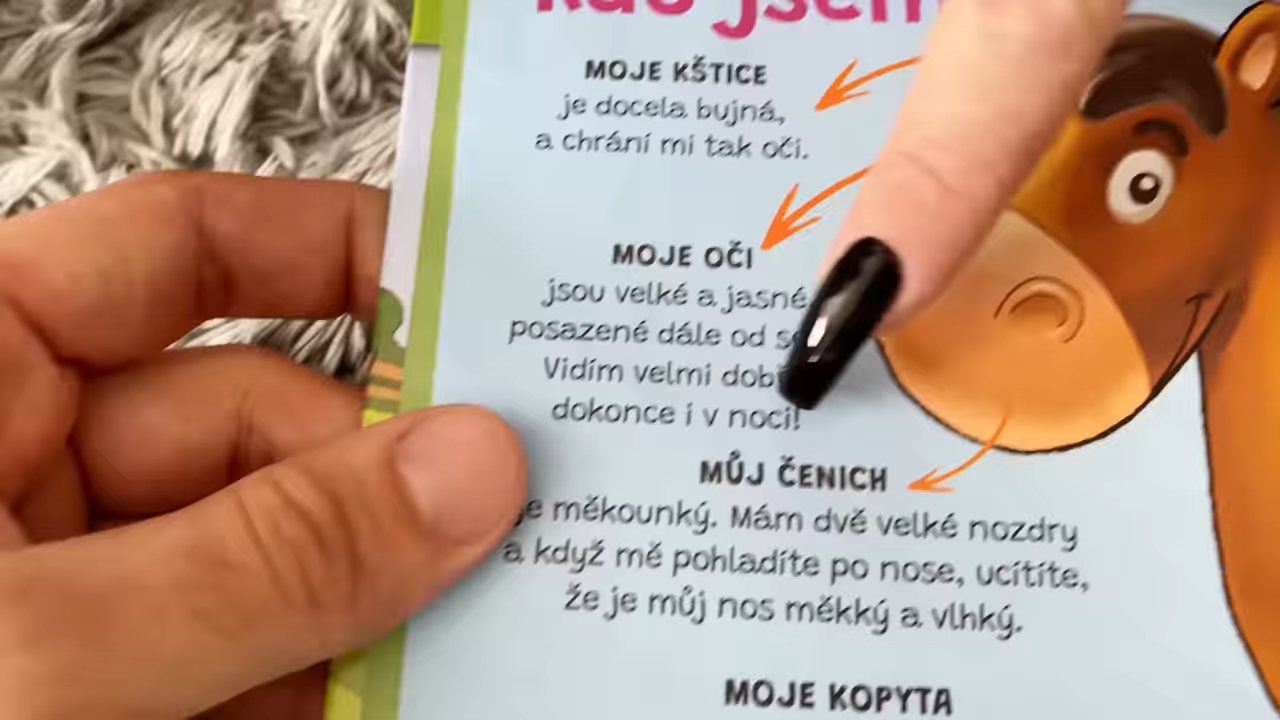 jsem
MOJE KŠTICE
je docela bujná,
a chrání mi tak oči.
MOJE OČI
jsou velké a jasné
posazené dále od
Vidím velmi
dokonce i v noci!
MŮJ ČENICH
je měkounký. Mám dvě velké nozdry
a když mě pohladíte po nose, ucítíte,
že je můj nos měkký a vlhký.
MOJE KOPYTA